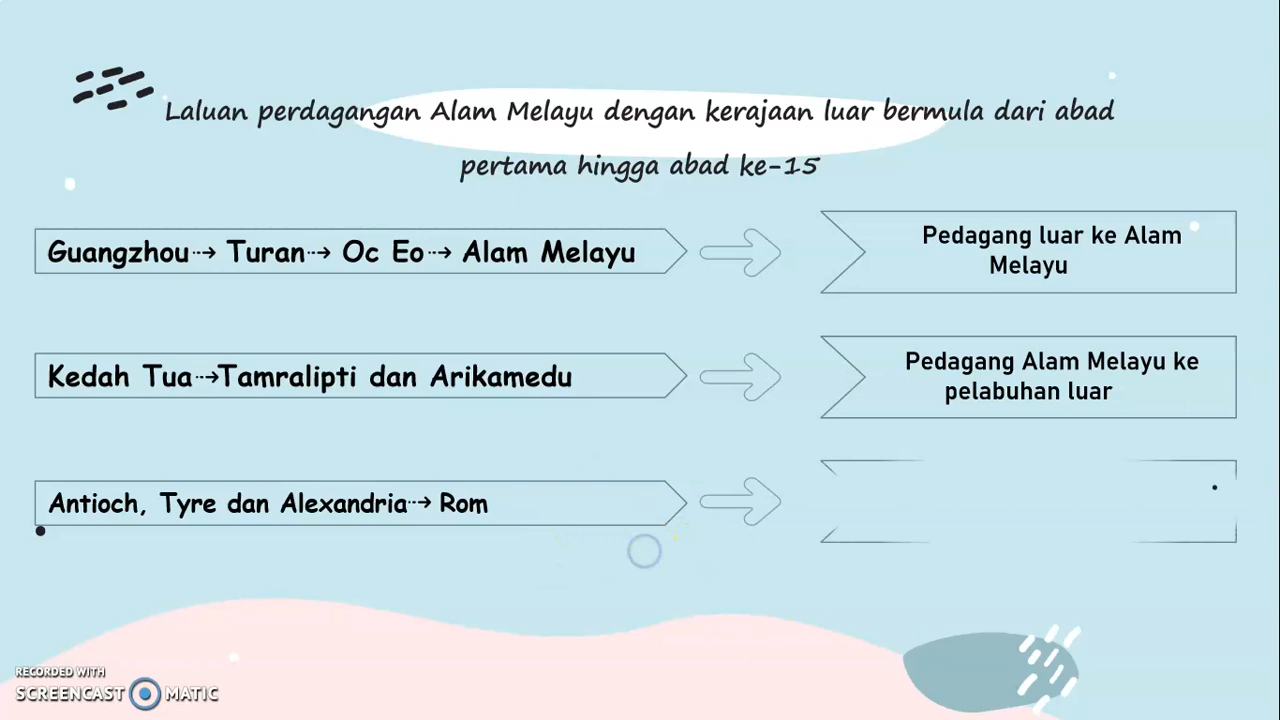 Laluan perdagangan Alam Melayu dengan kerajaan luar bermula dari abad
pertama hingga abad ke-15
Guangzhou⇢ Turan⇢ Oc Eo⇢ Alam Melayu
Pedagang luar ke Alam
Melayu
Kedah Tua⇢Tamralipti dan Arikamedu
Pedagang Alam Melayu ke
pelabuhan luar
Antioch, Tyre dan Alexandria⇢ Rom
RECORDED WITH
SCREENCAST MATIC